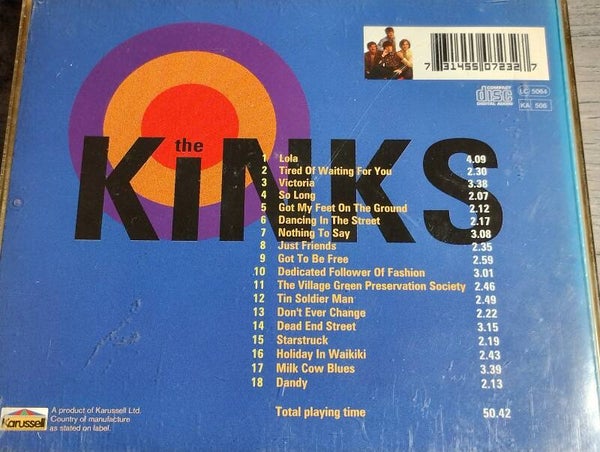 7 31455 07232 7
COMPACT
disc
DIGITAL AUDIO
LC 5064
KA 506
the
KiNKS
1 Lola 4.09
2 Tired Of Waiting For You 2.30
3 Victoria 3.38
4 So Long 2.07
5 Got My Feet On The Ground 2.12
6 Dancing In The Street 2.17
7 Nothing To Say 3.08
8 Just Friends 2.35
9 Got To Be Free 2.59
10 Dedicated Follower Of Fashion 3.01
11 The Village Green Preservation Society 2.46
12 Tin Soldier Man 2.49
13 Don't Ever Change 2.22
14 Dead End Street 3.15
15 Starstruck 2.19
16 Holiday In Waikiki 2.43
17 Milk Cow Blues 3.39
18 Dandy 2.13
Total playing time 50.42
Karussell
A product of Karussell Ltd.
Country of manufacture
as stated on label.